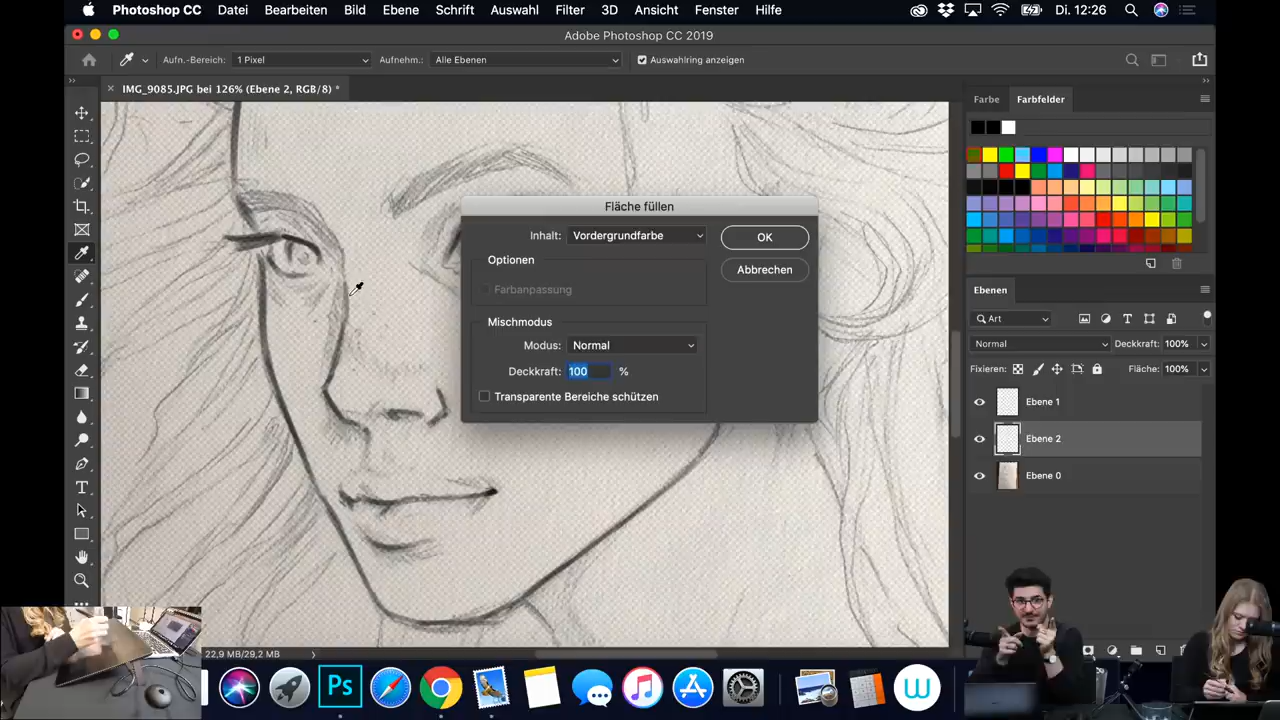 Photoshop CC Datei Bearbeiten Bild Ebene Schrift Auswahl Filter 3D Ansicht Fenster Hilfe Di. 12:26
Adobe Photoshop CC 2019
Aufn.-Bereich: 1 Pixel Aufnehm.: Alle Ebenen Auswahlring anzeigen
IMG_9085.JPG bei 126% (Ebene 2, RGB/8) *
Farbe Farbfelder
Fläche füllen
Inhalt: Vordergrundfarbe OK
Optionen Abbrechen
Farbanpassung
Mischmodus
Modus: Normal
Deckkraft: 100 %
Transparente Bereiche schützen
Ebenen
Art
Normal Deckkraft: 100%
Fixieren: Fläche: 100%
Ebene 1
Ebene 2
Ebene 0
22,9 MB/29,2 MB
Ps
W